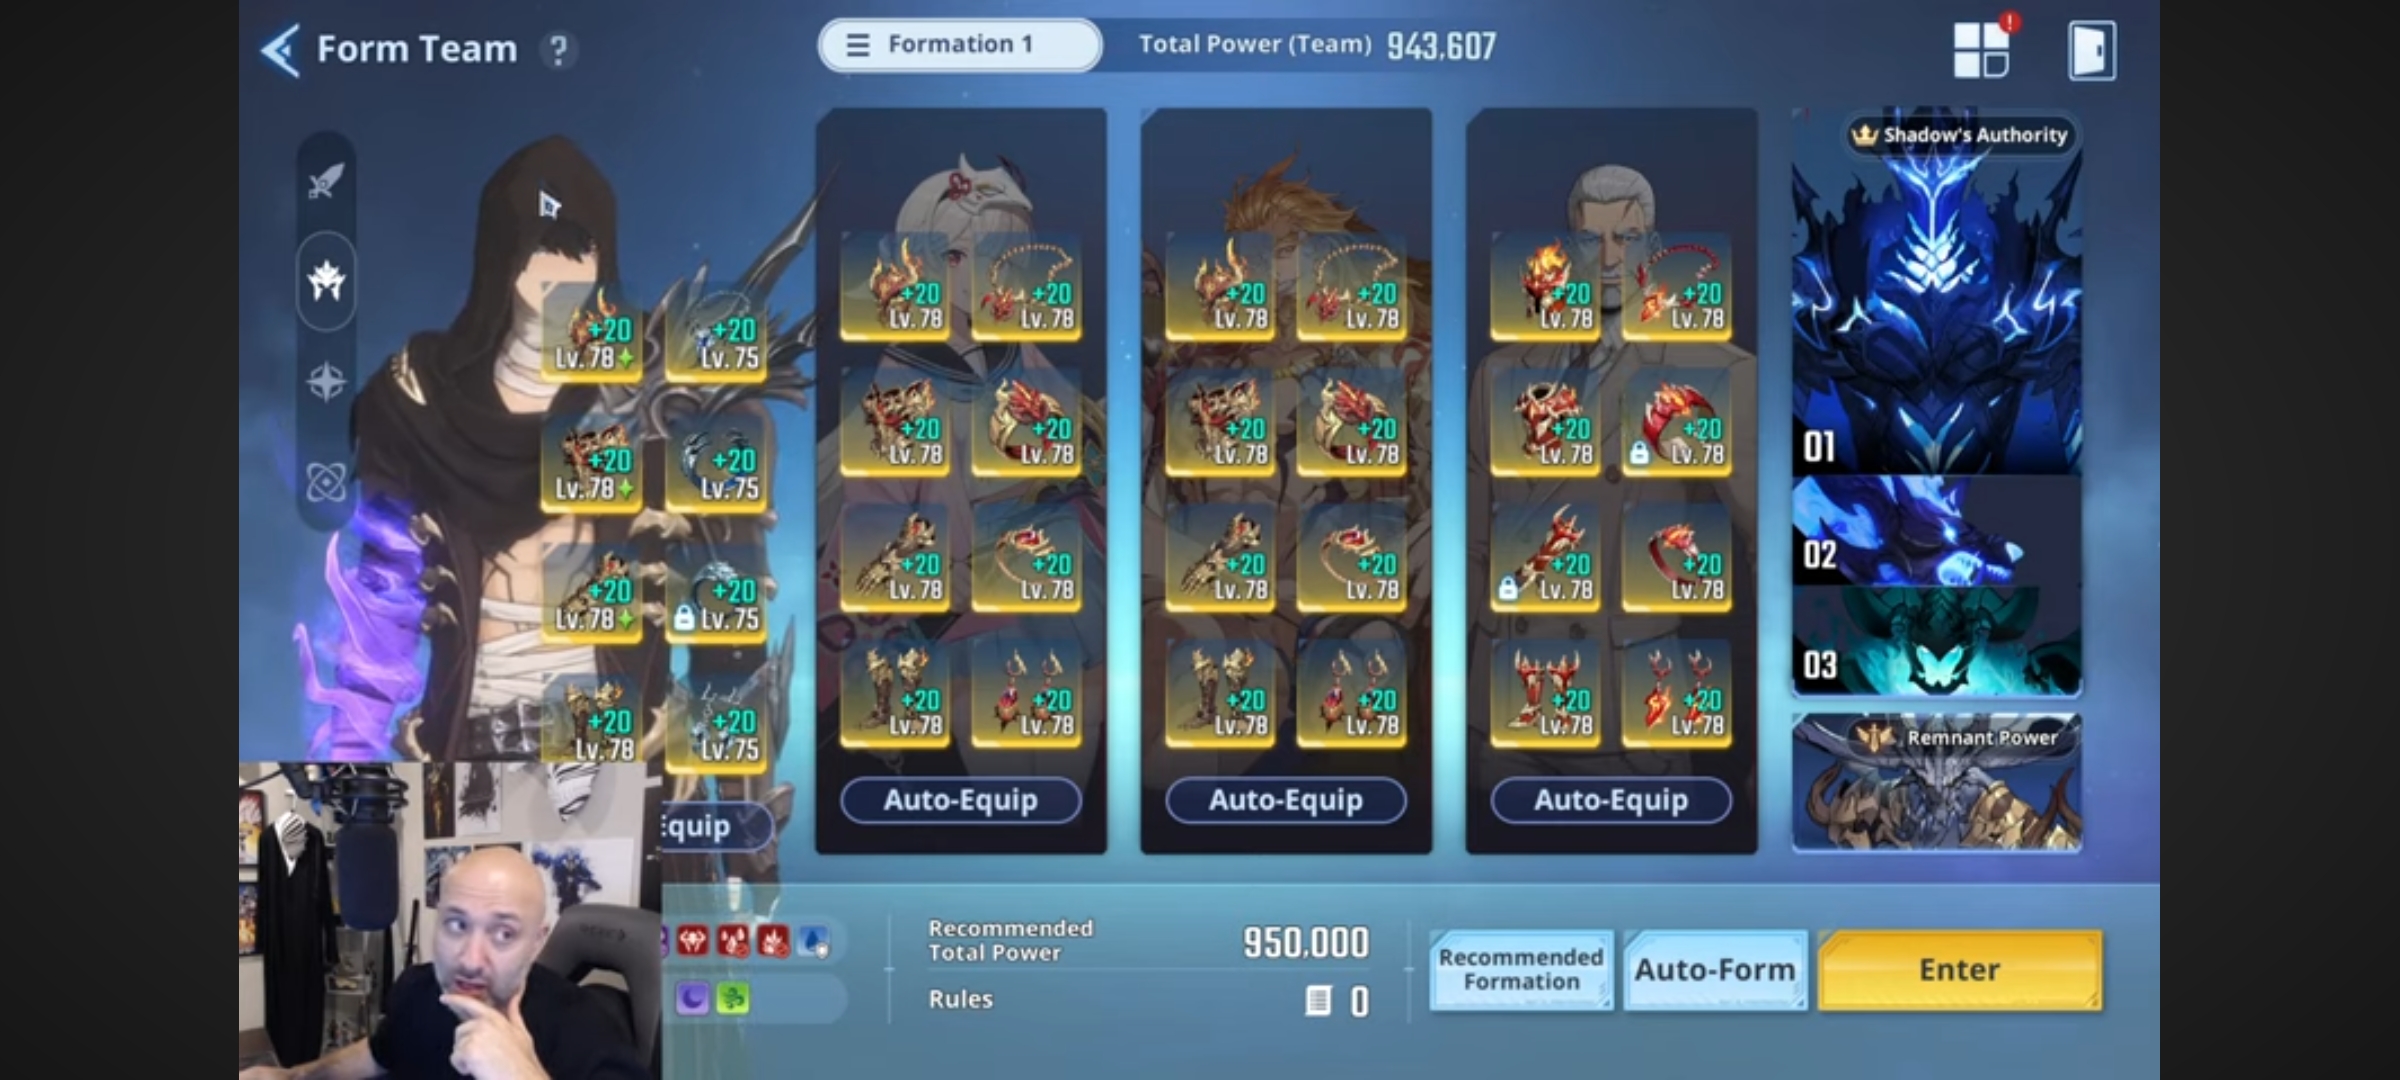 Form Team ?
Formation 1
Total Power (Team) 943,607
!
Shadow's Authority
01
02
03
Remnant Power
+20
Lv. 78
+20
Lv. 75
+20
Lv. 78
+20
Lv. 75
+20
Lv. 78
+20
Lv. 75
+20
Lv. 78
+20
Lv. 75
Equip
+20
Lv. 78
+20
Lv. 78
+20
Lv. 78
+20
Lv. 78
+20
Lv. 78
+20
Lv. 78
+20
Lv. 78
+20
Lv. 78
Auto-Equip
+20
Lv. 78
+20
Lv. 78
+20
Lv. 78
+20
Lv. 78
+20
Lv. 78
+20
Lv. 78
+20
Lv. 78
+20
Lv. 78
Auto-Equip
+20
Lv. 78
+20
Lv. 78
+20
Lv. 78
+20
Lv. 78
+20
Lv. 78
+20
Lv. 78
+20
Lv. 78
+20
Lv. 78
Auto-Equip
Recommended
Total Power
950,000
Rules
0
Recommended
Formation
Auto-Form
Enter